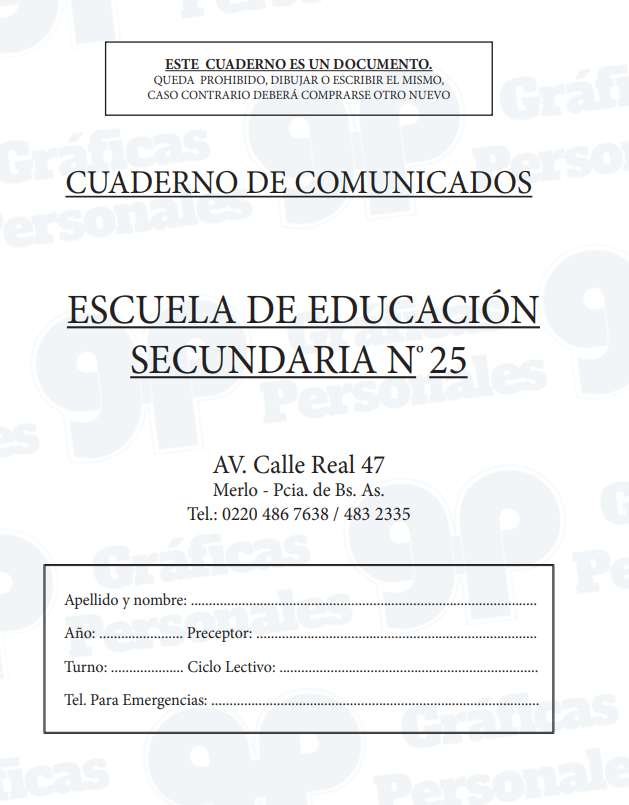 ESTE CUADERNO ES UN DOCUMENTO.
QUEDA PROHIBIDO, DIBUJAR O ESCRIBIR EL MISMO,
CASO CONTRARIO DEBERÁ COMPRARSE OTRO NUEVO
Gráficas
Personales
CUADERNO DE COMUNICADOS
ESCUELA DE EDUCACIÓN
SECUNDARIA Nº 25
AV. Calle Real 47
Merlo - Pcia. de Bs. As.
Tel.: 0220 486 7638 / 483 2335
Apellido y nombre: ........................................................................................
Año: ...................... Preceptor: ........................................................................
Turno: ................... Ciclo Lectivo: ..................................................................
Tel. Para Emergencias: ....................................................................................